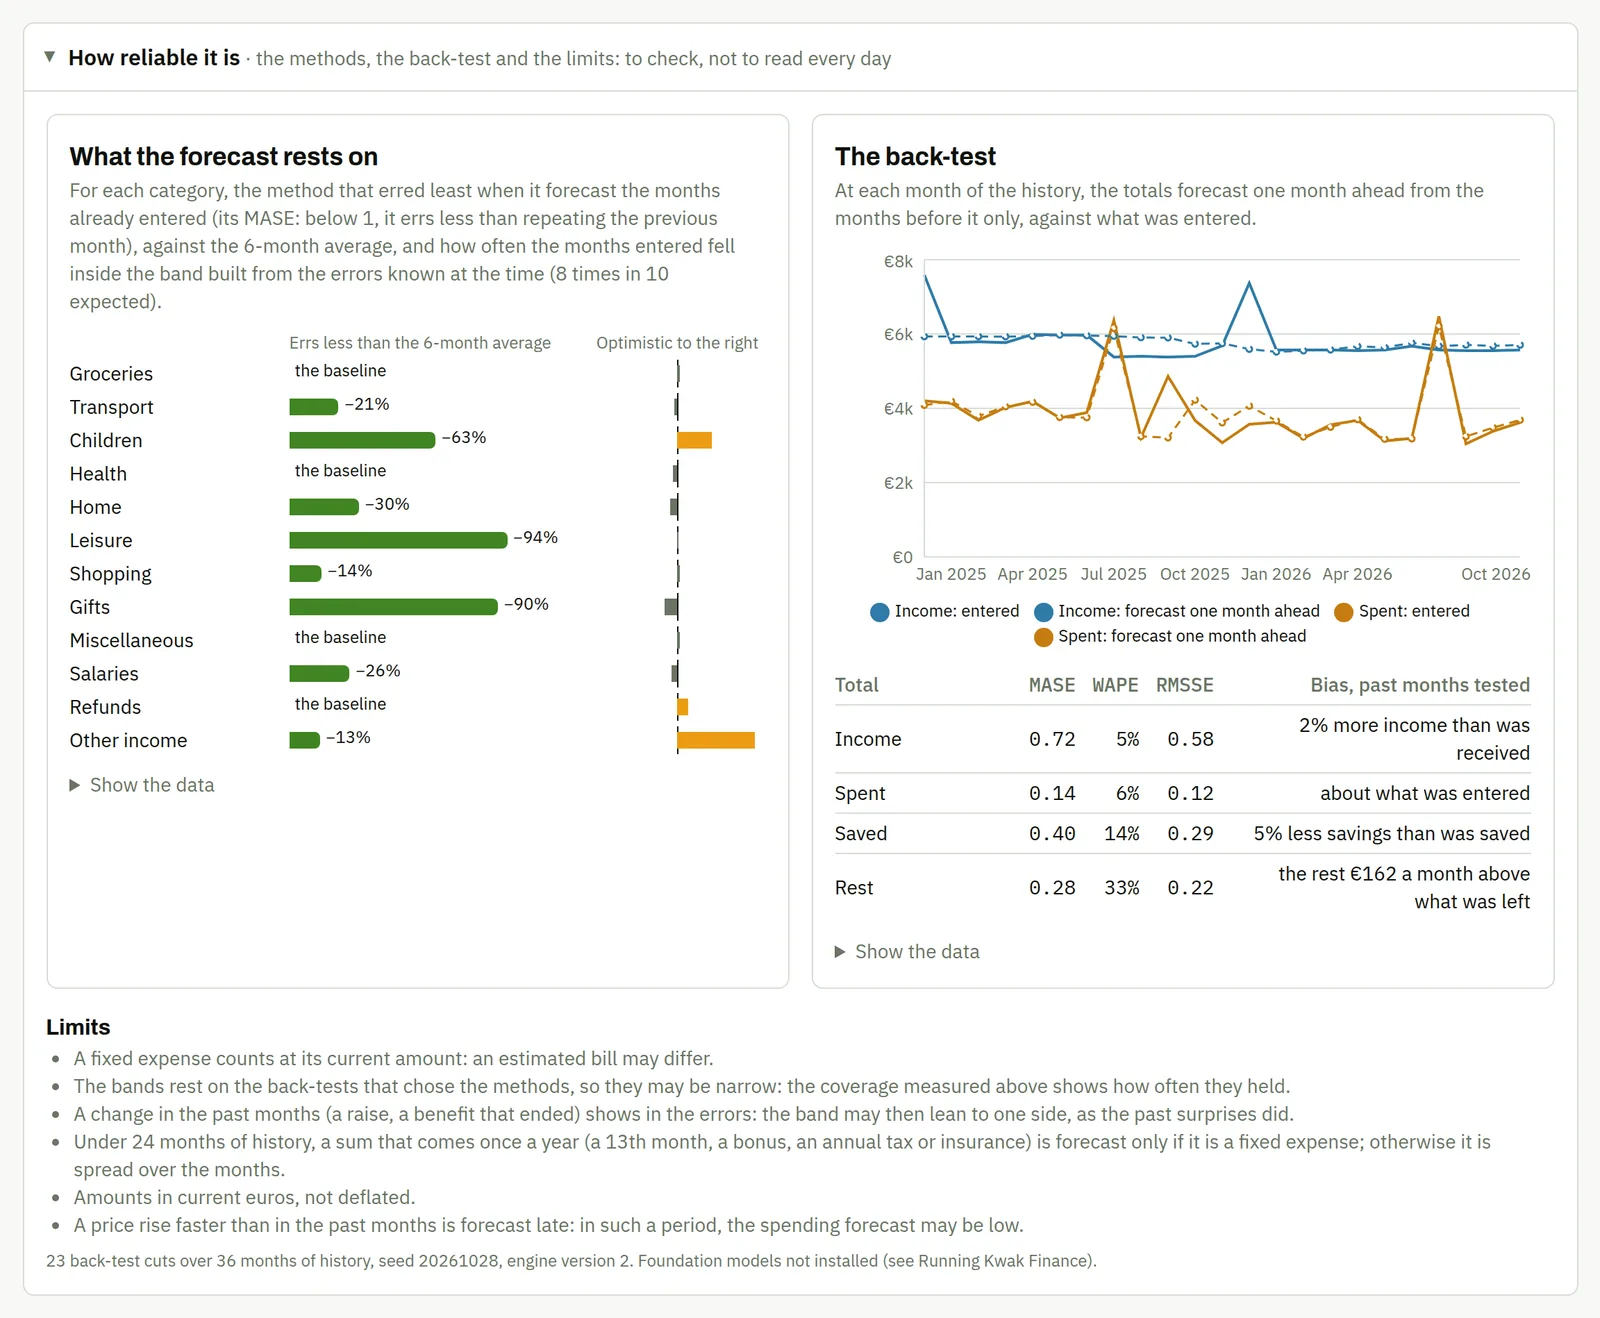 ▼ How reliable it is · the methods, the back-test and the limits: to check, not to read every day
What the forecast rests on
For each category, the method that erred least when it forecast the months
already entered (its MASE: below 1, it errs less than repeating the previous
month), against the 6-month average, and how often the months entered fell
inside the band built from the errors known at the time (8 times in 10
expected).
Errs less than the 6-month average Optimistic to the right
Groceries the baseline
Transport −21%
Children −63%
Health the baseline
Home −30%
Leisure −94%
Shopping −14%
Gifts −90%
Miscellaneous the baseline
Salaries −26%
Refunds the baseline
Other income −13%
▶ Show the data
The back-test
At each month of the history, the totals forecast one month ahead from the
months before it only, against what was entered.
€8k
€6k
€4k
€2k
€0
Jan 2025 Apr 2025 Jul 2025 Oct 2025 Jan 2026 Apr 2026 Oct 2026
Income: entered Income: forecast one month ahead Spent: entered
Spent: forecast one month ahead
Total MASE WAPE RMSSE Bias, past months tested
Income 0.72 5% 0.58 2% more income than was
received
Spent 0.14 6% 0.12 about what was entered
Saved 0.40 14% 0.29 5% less savings than was saved
Rest 0.28 33% 0.22 the rest €162 a month above
what was left
▶ Show the data
Limits
• A fixed expense counts at its current amount: an estimated bill may differ.
• The bands rest on the back-tests that chose the methods, so they may be narrow: the coverage measured above shows how often they held.
• A change in the past months (a raise, a benefit that ended) shows in the errors: the band may then lean to one side, as the past surprises did.
• Under 24 months of history, a sum that comes once a year (a 13th month, a bonus, an annual tax or insurance) is forecast only if it is a fixed expense; otherwise it is
spread over the months.
• Amounts in current euros, not deflated.
• A price rise faster than in the past months is forecast late: in such a period, the spending forecast may be low.
23 back-test cuts over 36 months of history, seed 20261028, engine version 2. Foundation models not installed (see Running Kwak Finance).